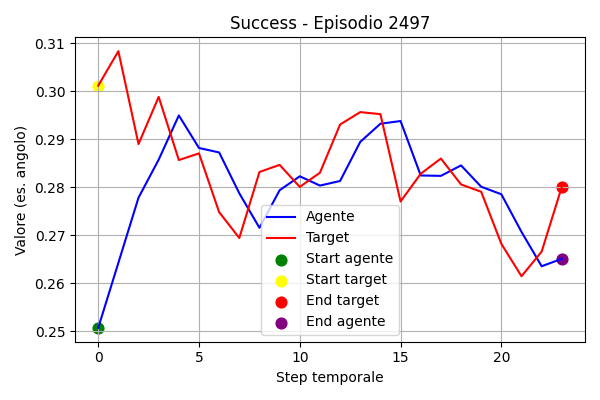 Success - Episodio 2497
Valore (es. angolo)
0.31
0.30
0.29
0.28
0.27
0.26
0.25
Agente
Target
Start agente
Start target
End target
End agente
0
5
10
15
20
Step temporale